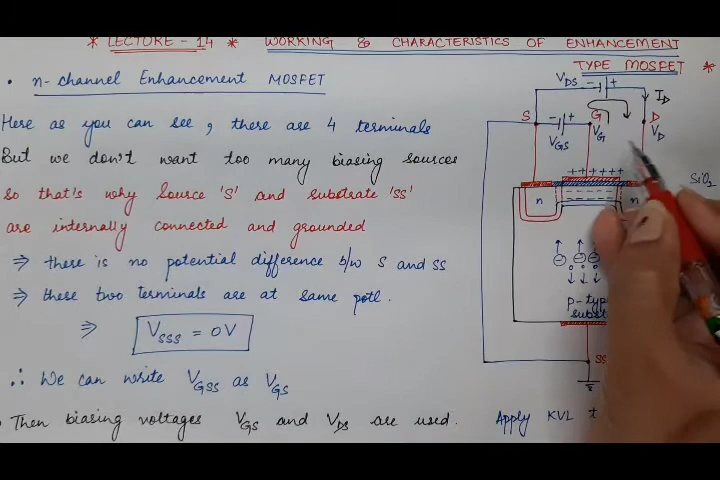 * LECTURE - 14 * WORKING & CHARACTERISTICS OF ENHANCEMENT
TYPE MOSFET *
• n-channel Enhancement MOSFET
Here as you can see, there are 4 terminals
But we don't want too many biasing sources
so that's why Source 'S' and substrate 'SS'
are internally connected and grounded
⇒ there is no potential difference b/w S and SS
⇒ these two terminals are at same potl.
⇒ VSSS = 0V
∴ We can write VGSS as VGS
Then biasing voltages VGS and VDS are used. Apply KVL t
VDS - +
ID
S - + G D
VGS VG VD
+++++
SiO2
n n
p-type
subst
SS